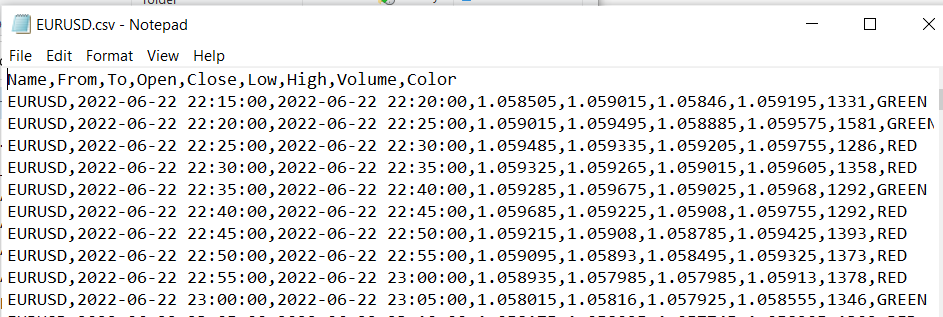 folder
EURUSD.csv - Notepad
File Edit Format View Help
Name,From,To,Open,Close,Low,High,Volume,Color
EURUSD,2022-06-22 22:15:00,2022-06-22 22:20:00,1.058505,1.059015,1.05846,1.059195,1331,GREEN
EURUSD,2022-06-22 22:20:00,2022-06-22 22:25:00,1.059015,1.059495,1.058885,1.059575,1581,GREEN
EURUSD,2022-06-22 22:25:00,2022-06-22 22:30:00,1.059485,1.059335,1.059205,1.059755,1286,RED
EURUSD,2022-06-22 22:30:00,2022-06-22 22:35:00,1.059325,1.059265,1.059015,1.059605,1358,RED
EURUSD,2022-06-22 22:35:00,2022-06-22 22:40:00,1.059285,1.059675,1.059025,1.05968,1292,GREEN
EURUSD,2022-06-22 22:40:00,2022-06-22 22:45:00,1.059685,1.059225,1.05908,1.059755,1292,RED
EURUSD,2022-06-22 22:45:00,2022-06-22 22:50:00,1.059215,1.05908,1.058785,1.059425,1393,RED
EURUSD,2022-06-22 22:50:00,2022-06-22 22:55:00,1.059095,1.05893,1.058495,1.059325,1373,RED
EURUSD,2022-06-22 22:55:00,2022-06-22 23:00:00,1.058935,1.057985,1.057985,1.05913,1378,RED
EURUSD,2022-06-22 23:00:00,2022-06-22 23:05:00,1.058015,1.05816,1.057925,1.058555,1346,GREEN